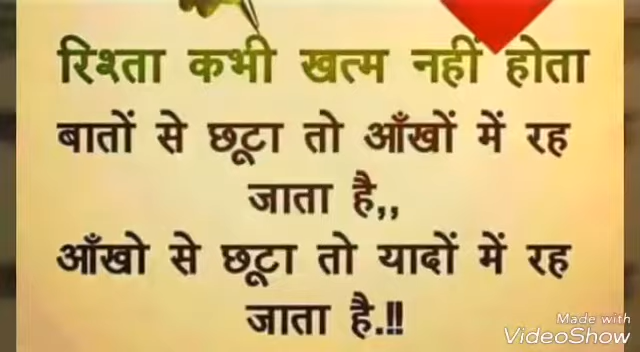 रिश्ता कभी खत्म नहीं होता
बातों से छूटा तो आँखों में रह
जाता है,,
आँखो से छूटा तो यादों में रह
जाता है.!!
Made with
VideoShow